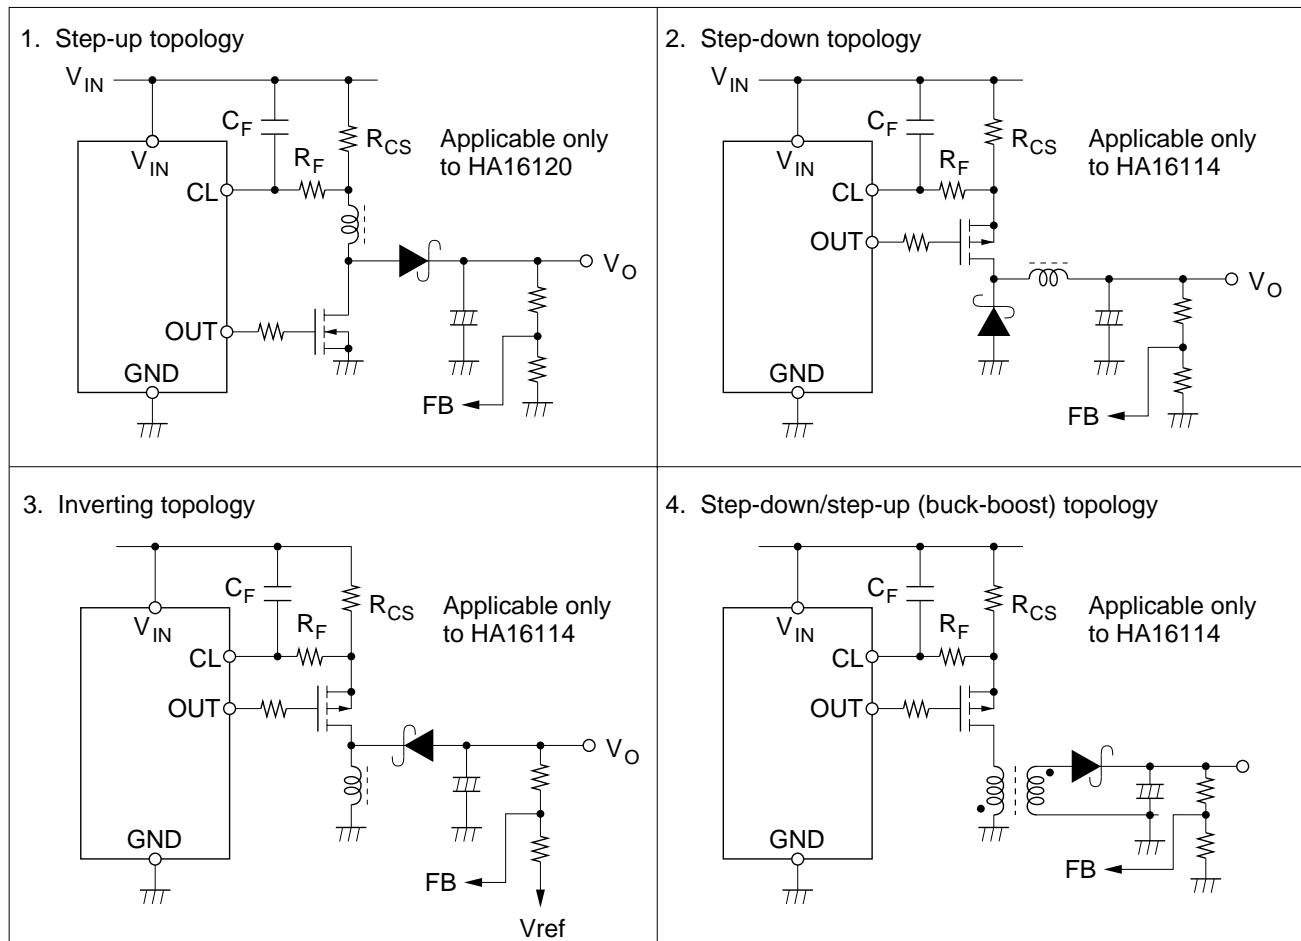 1. Step-up topology
V_IN
C_F
R_CS
Applicable only
to HA16120
V_IN
R_F
CL
V_O
OUT
GND
FB
2. Step-down topology
V_IN
C_F
R_CS
Applicable only
to HA16114
V_IN
R_F
CL
OUT
V_O
GND
FB
3. Inverting topology
C_F
R_CS
Applicable only
to HA16114
V_IN
R_F
CL
OUT
V_O
GND
FB
Vref
4. Step-down/step-up (buck-boost) topology
C_F
R_CS
Applicable only
to HA16114
V_IN
R_F
CL
OUT
GND
FB